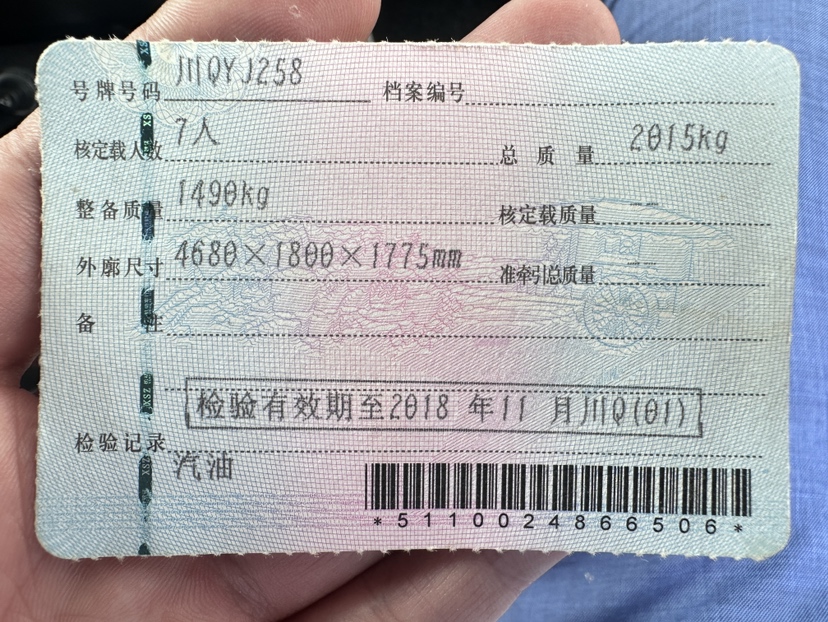 号牌号码 川QYJ258 档案编号
核定载人数 7人 总质量 2015kg
整备质量 1490kg 核定载质量 --
外廓尺寸 4680×1800×1775mm 准牵引总质量 --
备注
检验有效期至2018 年11 月川Q(01)
检验记录
汽油
*5110024866506*